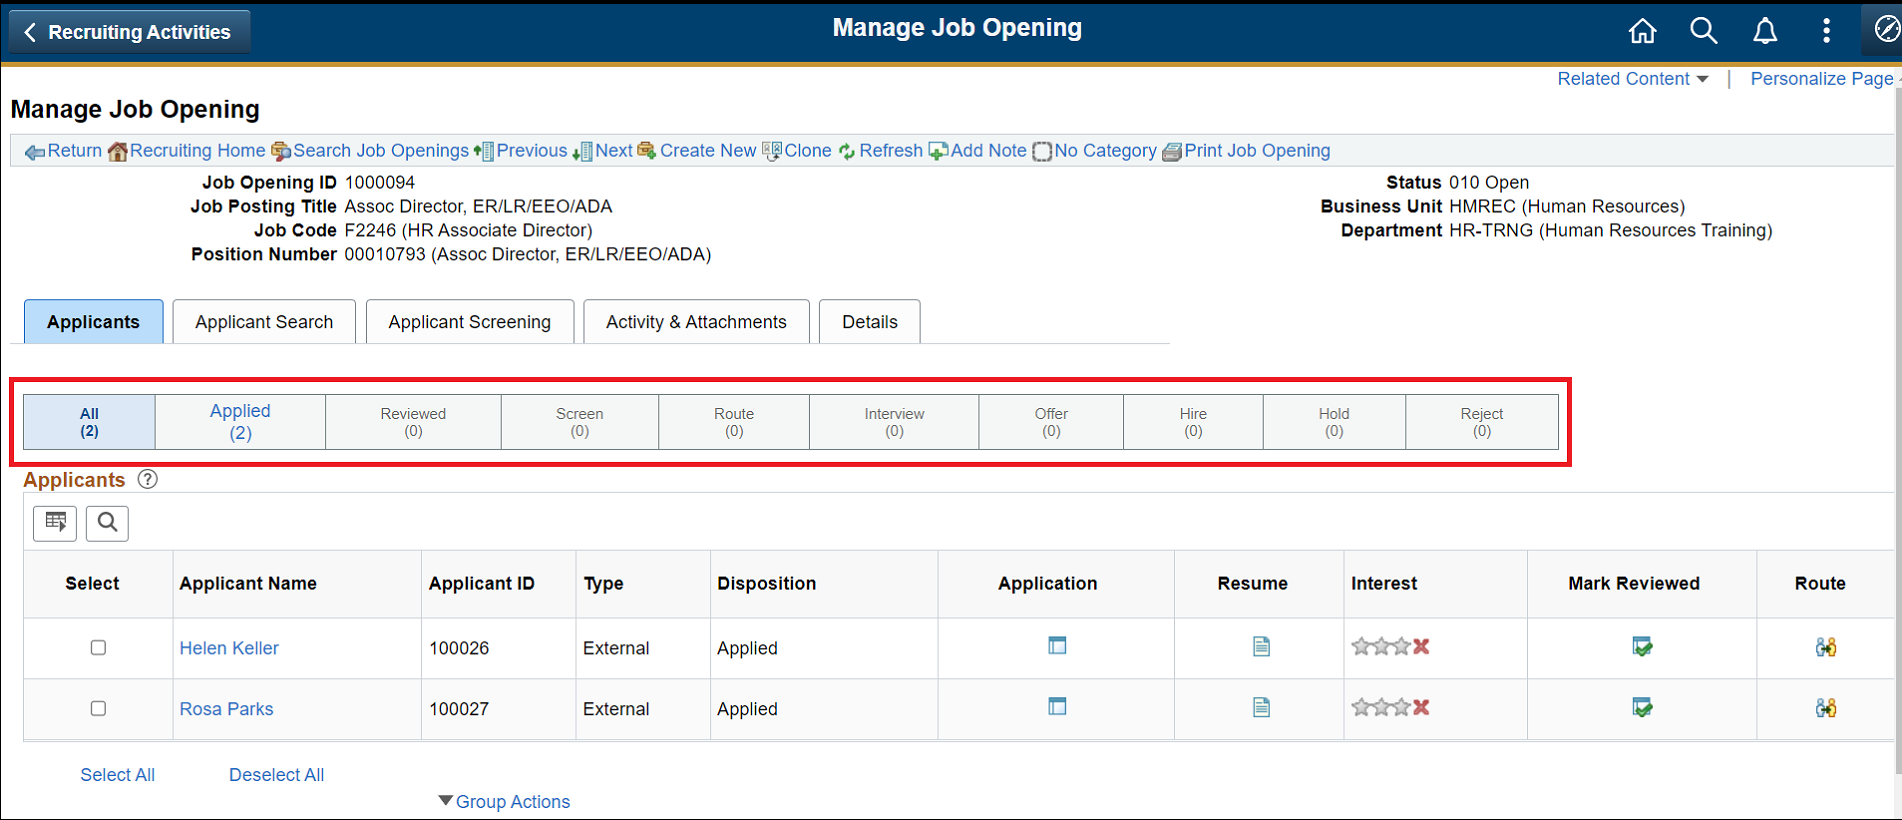 Recruiting Activities
Manage Job Opening
Related Content | Personalize Page
Manage Job Opening
Return Recruiting Home Search Job Openings Previous Next Create New Clone Refresh Add Note No Category Print Job Opening
Job Opening ID 1000094
Status 010 Open
Job Posting Title Assoc Director, ER/LR/EEO/ADA
Business Unit HMREC (Human Resources)
Job Code F2246 (HR Associate Director)
Department HR-TRNG (Human Resources Training)
Position Number 00010793 (Assoc Director, ER/LR/EEO/ADA)
Applicants Applicant Search Applicant Screening Activity & Attachments Details
All Applied Reviewed Screen Route Interview Offer Hire Hold Reject
(2) (2) (0) (0) (0) (0) (0) (0) (0) (0)
Applicants ?
Select Applicant Name Applicant ID Type Disposition Application Resume Interest Mark Reviewed Route
Helen Keller 100026 External Applied
Rosa Parks 100027 External Applied
Select All Deselect All
Group Actions